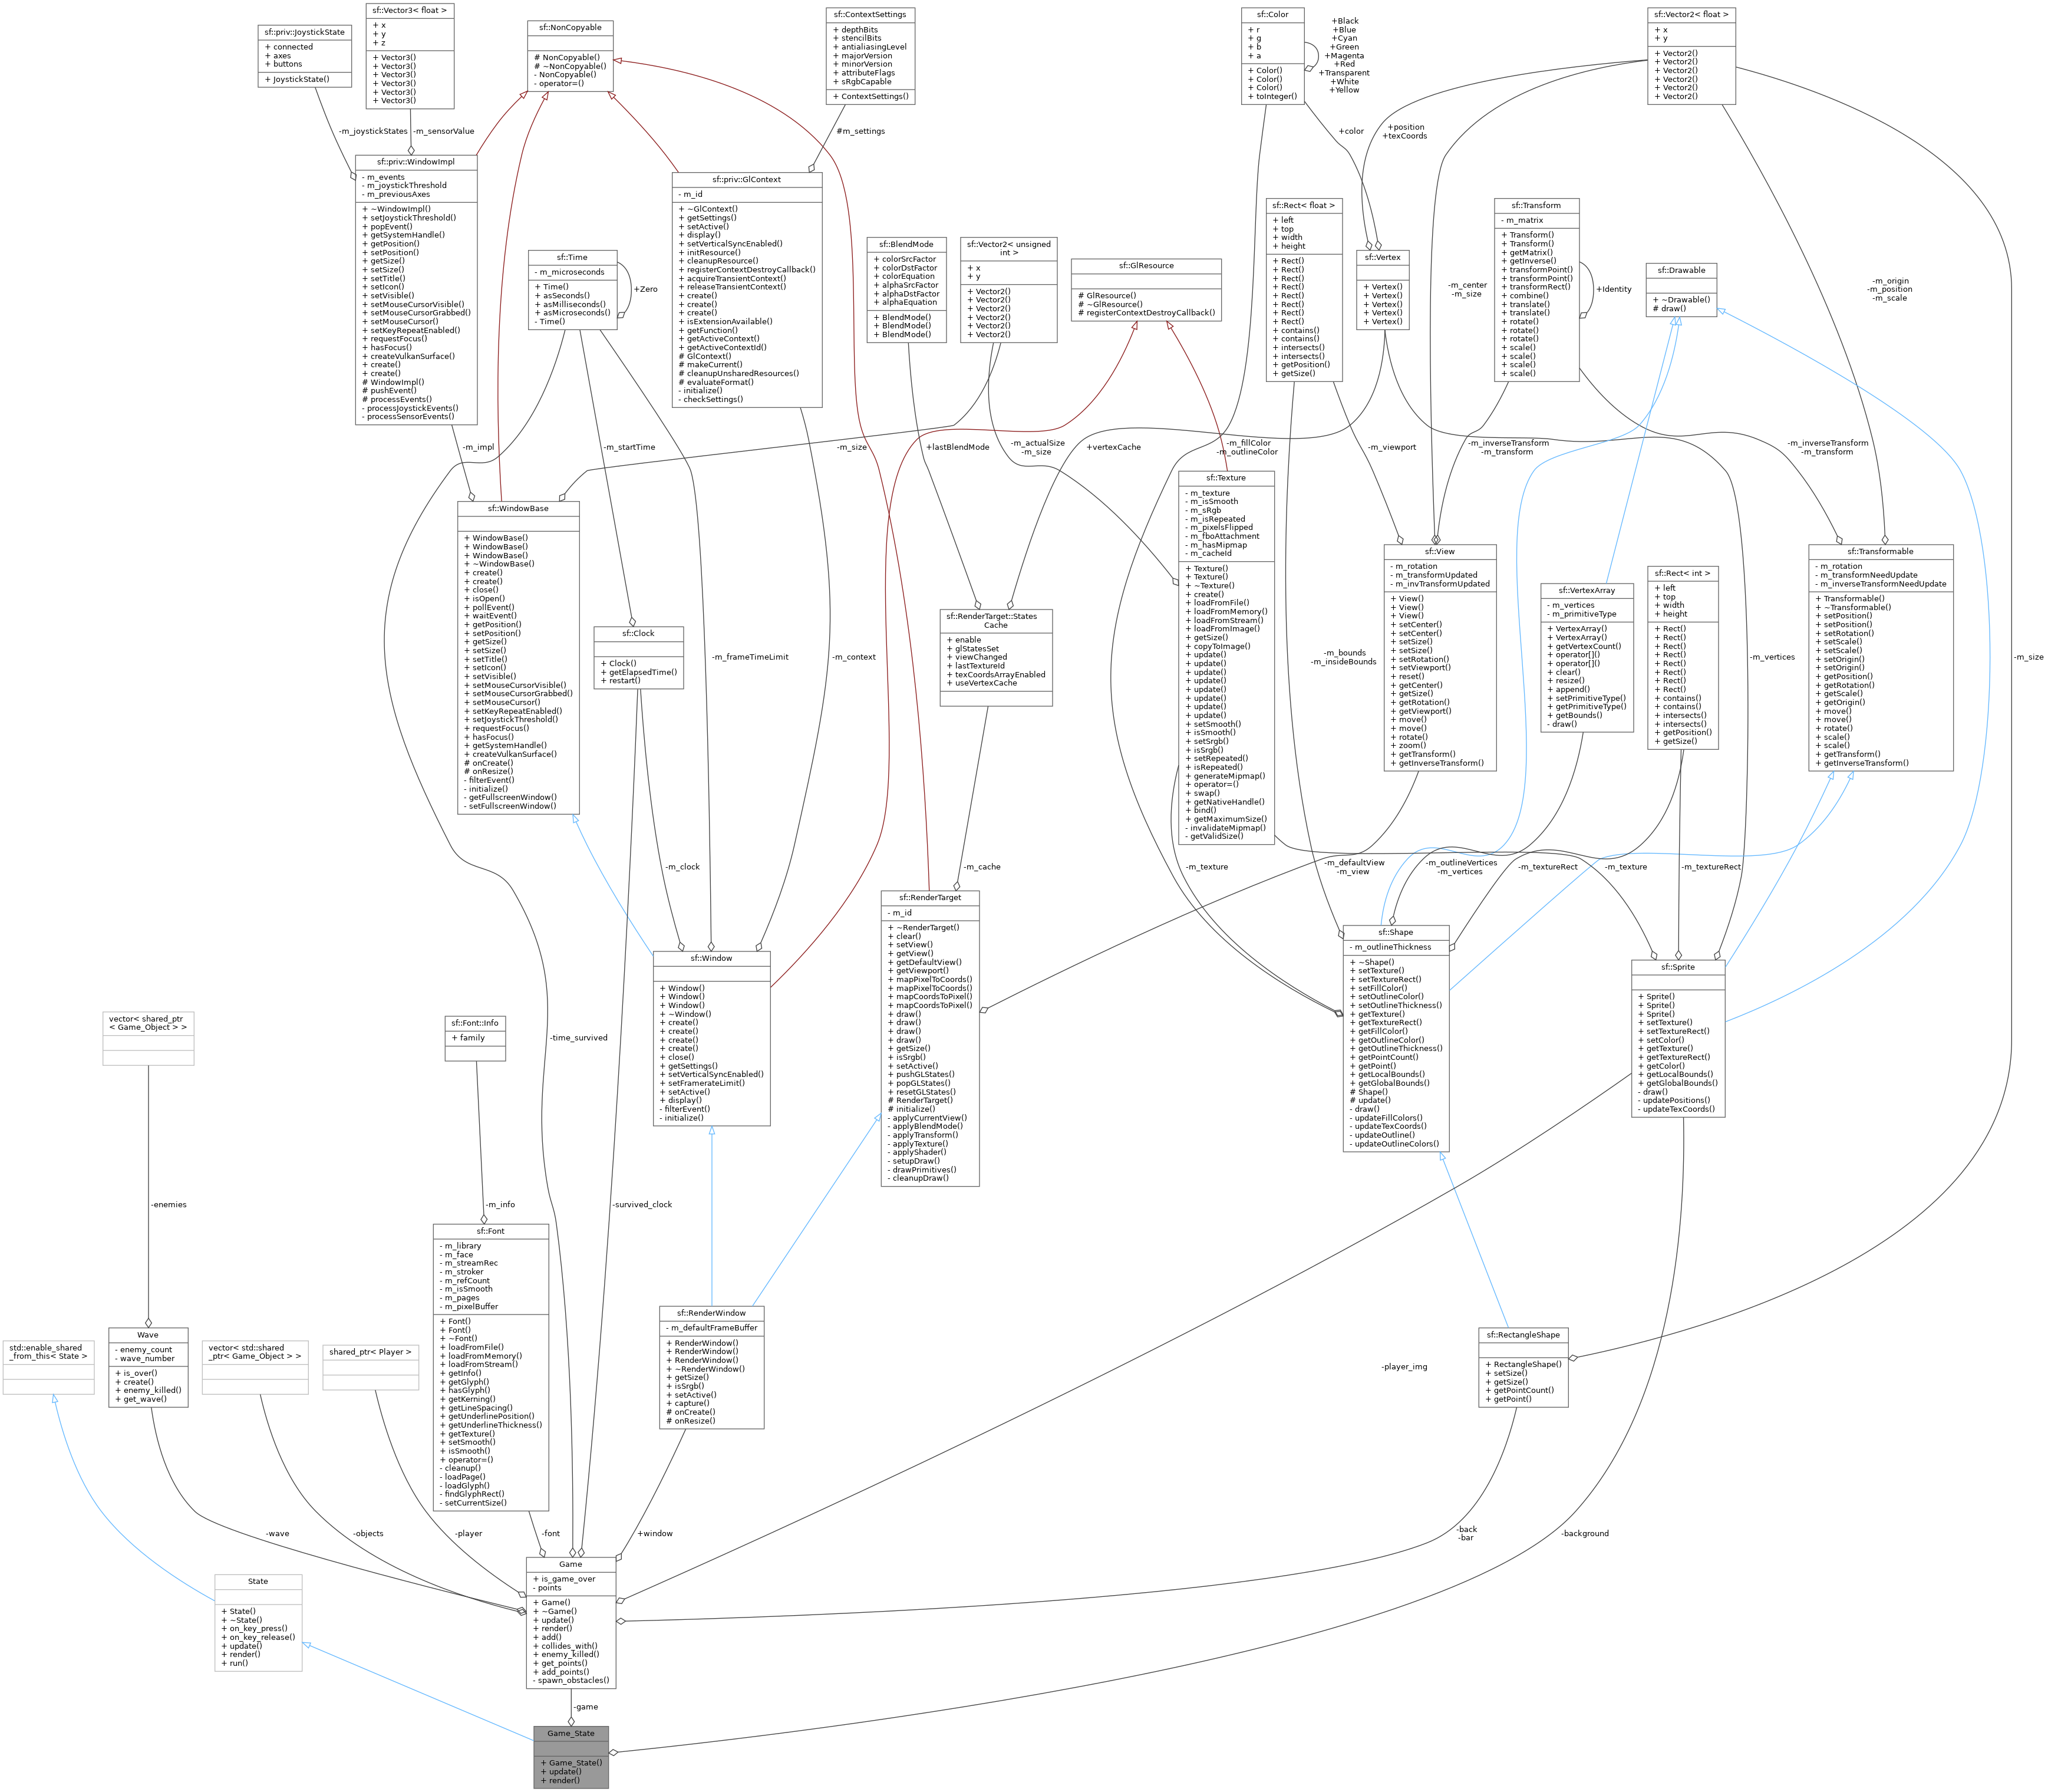 sf::priv::JoystickState
+ connected
+ axes
+ buttons
+ JoystickState()
sf::Vector3< float >
+ x
+ y
+ z
+ Vector3()
+ Vector3()
+ Vector3()
+ Vector3()
+ Vector3()
+ Vector3()
sf::NonCopyable
# NonCopyable()
# ~NonCopyable()
- NonCopyable()
- operator=()
sf::ContextSettings
+ depthBits
+ stencilBits
+ antialiasingLevel
+ majorVersion
+ minorVersion
+ attributeFlags
+ sRgbCapable
+ ContextSettings()
sf::Color
+ r
+ g
+ b
+ a
+ Color()
+ Color()
+ Color()
+ toInteger()
+Black
+Blue
+Cyan
+Green
+Magenta
+Red
+Transparent
+White
+Yellow
sf::Vector2< float >
+ x
+ y
+ Vector2()
+ Vector2()
+ Vector2()
+ Vector2()
+ Vector2()
+ Vector2()
-m_joystickStates
-m_sensorValue
#m_settings
+color
+position
+texCoords
sf::priv::WindowImpl
- m_events
- m_joystickThreshold
- m_previousAxes
+ ~WindowImpl()
+ setJoystickThreshold()
+ popEvent()
+ getSystemHandle()
+ getPosition()
+ setPosition()
+ getSize()
+ setSize()
+ setTitle()
+ setIcon()
+ setVisible()
+ setMouseCursorVisible()
+ setMouseCursorGrabbed()
+ setMouseCursor()
+ setKeyRepeatEnabled()
+ requestFocus()
+ hasFocus()
+ createVulkanSurface()
+ create()
+ create()
# WindowImpl()
# pushEvent()
# processEvents()
- processJoystickEvents()
- processSensorEvents()
sf::Time
- m_microseconds
+ Time()
+ asSeconds()
+ asMilliseconds()
+ asMicroseconds()
- Time()
+Zero
sf::priv::GlContext
- m_id
+ ~GlContext()
+ getSettings()
+ setActive()
+ display()
+ setVerticalSyncEnabled()
+ initResource()
+ cleanupResource()
+ registerContextDestroyCallback()
+ acquireTransientContext()
+ releaseTransientContext()
+ create()
+ create()
+ create()
+ isExtensionAvailable()
+ getFunction()
+ getActiveContext()
+ getActiveContextId()
# GlContext()
# makeCurrent()
# cleanupUnsharedResources()
# evaluateFormat()
- initialize()
- checkSettings()
sf::BlendMode
+ colorSrcFactor
+ colorDstFactor
+ colorEquation
+ alphaSrcFactor
+ alphaDstFactor
+ alphaEquation
+ BlendMode()
+ BlendMode()
+ BlendMode()
sf::Vector2< unsigned
int >
+ x
+ y
+ Vector2()
+ Vector2()
+ Vector2()
+ Vector2()
+ Vector2()
+ Vector2()
sf::GlResource
# GlResource()
# ~GlResource()
# registerContextDestroyCallback()
sf::Rect< float >
+ left
+ top
+ width
+ height
+ Rect()
+ Rect()
+ Rect()
+ Rect()
+ Rect()
+ Rect()
+ Rect()
+ Rect()
+ contains()
+ contains()
+ intersects()
+ intersects()
+ getPosition()
+ getSize()
sf::Vertex
+ Vertex()
+ Vertex()
+ Vertex()
+ Vertex()
+ Vertex()
-m_center
-m_size
sf::Transform
- m_matrix
+ Transform()
+ Transform()
+ getMatrix()
+ getInverse()
+ transformPoint()
+ transformPoint()
+ transformRect()
+ combine()
+ translate()
+ translate()
+ rotate()
+ rotate()
+ rotate()
+ scale()
+ scale()
+ scale()
+ scale()
+Identity
sf::Drawable
+ ~Drawable()
# draw()
-m_origin
-m_position
-m_scale
-m_impl
-m_startTime
-m_size
+lastBlendMode
-m_actualSize
-m_size
+vertexCache
-m_fillColor
-m_outlineColor
-m_viewport
-m_inverseTransform
-m_transform
-m_inverseTransform
-m_transform
sf::WindowBase
+ WindowBase()
+ WindowBase()
+ WindowBase()
+ ~WindowBase()
+ create()
+ create()
+ close()
+ isOpen()
+ pollEvent()
+ waitEvent()
+ getPosition()
+ setPosition()
+ getSize()
+ setSize()
+ setTitle()
+ setIcon()
+ setVisible()
+ setMouseCursorVisible()
+ setMouseCursorGrabbed()
+ setMouseCursor()
+ setKeyRepeatEnabled()
+ setJoystickThreshold()
+ requestFocus()
+ hasFocus()
+ getSystemHandle()
+ createVulkanSurface()
# onCreate()
# onResize()
- filterEvent()
- initialize()
- getFullscreenWindow()
- setFullscreenWindow()
sf::Clock
+ Clock()
+ getElapsedTime()
+ restart()
-m_frameTimeLimit
-m_context
sf::RenderTarget::States
Cache
+ enable
+ glStatesSet
+ viewChanged
+ lastTextureId
+ texCoordsArrayEnabled
+ useVertexCache
sf::Texture
- m_texture
- m_isSmooth
- m_sRgb
- m_isRepeated
- m_pixelsFlipped
- m_fboAttachment
- m_hasMipmap
- m_cacheId
+ Texture()
+ Texture()
+ ~Texture()
+ create()
+ loadFromFile()
+ loadFromMemory()
+ loadFromStream()
+ loadFromImage()
+ getSize()
+ copyToImage()
+ update()
+ update()
+ update()
+ update()
+ update()
+ update()
+ update()
+ update()
+ setSmooth()
+ isSmooth()
+ setSrgb()
+ isSrgb()
+ setRepeated()
+ isRepeated()
+ generateMipmap()
+ operator=()
+ swap()
+ getNativeHandle()
+ bind()
+ getMaximumSize()
- invalidateMipmap()
- getValidSize()
-m_bounds
-m_insideBounds
sf::View
- m_rotation
- m_transformUpdated
- m_invTransformUpdated
+ View()
+ View()
+ View()
+ setCenter()
+ setCenter()
+ setSize()
+ setSize()
+ setRotation()
+ setViewport()
+ reset()
+ getCenter()
+ getSize()
+ getRotation()
+ getViewport()
+ move()
+ move()
+ rotate()
+ zoom()
+ getTransform()
+ getInverseTransform()
sf::VertexArray
- m_vertices
- m_primitiveType
+ VertexArray()
+ VertexArray()
+ getVertexCount()
+ operator[]()
+ operator[]()
+ clear()
+ resize()
+ append()
+ setPrimitiveType()
+ getPrimitiveType()
+ getBounds()
- draw()
sf::Rect< int >
+ left
+ top
+ width
+ height
+ Rect()
+ Rect()
+ Rect()
+ Rect()
+ Rect()
+ Rect()
+ Rect()
+ Rect()
+ contains()
+ contains()
+ intersects()
+ intersects()
+ getPosition()
+ getSize()
-m_vertices
sf::Transformable
- m_rotation
- m_transformNeedUpdate
- m_inverseTransformNeedUpdate
+ Transformable()
+ ~Transformable()
+ setPosition()
+ setPosition()
+ setRotation()
+ setScale()
+ setScale()
+ setOrigin()
+ setOrigin()
+ getPosition()
+ getRotation()
+ getScale()
+ getOrigin()
+ move()
+ move()
+ rotate()
+ scale()
+ scale()
+ getTransform()
+ getInverseTransform()
-m_size
-m_clock
-m_cache
-m_texture
-m_defaultView
-m_view
-m_outlineVertices
-m_vertices
-m_textureRect
-m_texture
-m_textureRect
vector< shared_ptr
< Game_Object > >
sf::Font::Info
+ family
-time_survived
sf::Window
+ Window()
+ Window()
+ Window()
+ ~Window()
+ create()
+ create()
+ create()
+ create()
+ close()
+ getSettings()
+ setVerticalSyncEnabled()
+ setFramerateLimit()
+ setActive()
+ display()
- filterEvent()
- initialize()
sf::RenderTarget
- m_id
+ ~RenderTarget()
+ clear()
+ setView()
+ getView()
+ getDefaultView()
+ getViewport()
+ mapPixelToCoords()
+ mapPixelToCoords()
+ mapCoordsToPixel()
+ mapCoordsToPixel()
+ draw()
+ draw()
+ draw()
+ draw()
+ getSize()
+ isSrgb()
+ setActive()
+ pushGLStates()
+ popGLStates()
+ resetGLStates()
# RenderTarget()
# initialize()
- applyCurrentView()
- applyBlendMode()
- applyTransform()
- applyTexture()
- applyShader()
- setupDraw()
- drawPrimitives()
- cleanupDraw()
sf::Shape
- m_outlineThickness
+ ~Shape()
+ setTexture()
+ setTextureRect()
+ setFillColor()
+ setOutlineColor()
+ setOutlineThickness()
+ getTexture()
+ getTextureRect()
+ getFillColor()
+ getOutlineColor()
+ getOutlineThickness()
+ getPointCount()
+ getPoint()
+ getLocalBounds()
+ getGlobalBounds()
# Shape()
# update()
- draw()
- updateFillColors()
- updateTexCoords()
- updateOutline()
- updateOutlineColors()
sf::Sprite
+ Sprite()
+ Sprite()
+ Sprite()
+ setTexture()
+ setTextureRect()
+ setColor()
+ getTexture()
+ getTextureRect()
+ getColor()
+ getLocalBounds()
+ getGlobalBounds()
- draw()
- updatePositions()
- updateTexCoords()
-enemies
-m_info
-survived_clock
std::enable_shared
_from_this< State >
Wave
- enemy_count
- wave_number
+ is_over()
+ create()
+ enemy_killed()
+ get_wave()
vector< std::shared
_ptr< Game_Object > >
shared_ptr< Player >
sf::Font
- m_library
- m_face
- m_streamRec
- m_stroker
- m_refCount
- m_isSmooth
- m_pages
- m_pixelBuffer
+ Font()
+ Font()
+ ~Font()
+ loadFromFile()
+ loadFromMemory()
+ loadFromStream()
+ getInfo()
+ getGlyph()
+ hasGlyph()
+ getKerning()
+ getLineSpacing()
+ getUnderlinePosition()
+ getUnderlineThickness()
+ getTexture()
+ setSmooth()
+ isSmooth()
+ operator=()
- cleanup()
- loadPage()
- loadGlyph()
- findGlyphRect()
- setCurrentSize()
sf::RenderWindow
- m_defaultFrameBuffer
+ RenderWindow()
+ RenderWindow()
+ RenderWindow()
+ ~RenderWindow()
+ getSize()
+ isSrgb()
+ setActive()
+ capture()
# onCreate()
# onResize()
-player_img
sf::RectangleShape
+ RectangleShape()
+ setSize()
+ getSize()
+ getPointCount()
+ getPoint()
-wave
-objects
-player
-font
+window
-back
-bar
-background
State
+ State()
+ ~State()
+ on_key_press()
+ on_key_release()
+ update()
+ render()
+ run()
Game
+ is_game_over
- points
+ Game()
+ ~Game()
+ update()
+ render()
+ add()
+ collides_with()
+ enemy_killed()
+ get_points()
+ add_points()
- spawn_obstacles()
-game
Game_State
+ Game_State()
+ update()
+ render()